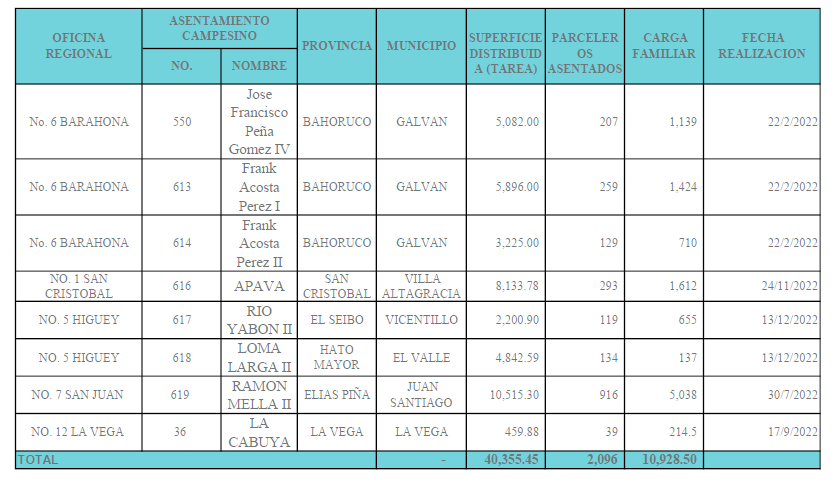 OFICINA REGIONAL | ASENTAMIENTO CAMPESINO | PROVINCIA | MUNICIPIO | SUPERFICIE DISTRIBUIDA (TAREA) | PARCELEROS ASENTADOS | CARGA FAMILIAR | FECHA REALIZACION
NO. | NOMBRE
No. 6 BARAHONA | 550 | Jose Francisco Peña Gomez IV | BAHORUCO | GALVAN | 5,082.00 | 207 | 1,139 | 22/2/2022
No. 6 BARAHONA | 613 | Frank Acosta Perez I | BAHORUCO | GALVAN | 5,896.00 | 259 | 1,424 | 22/2/2022
No. 6 BARAHONA | 614 | Frank Acosta Perez II | BAHORUCO | GALVAN | 3,225.00 | 129 | 710 | 22/2/2022
NO. 1 SAN CRISTOBAL | 616 | APAVA | SAN CRISTOBAL | VILLA ALTAGRACIA | 8,133.78 | 293 | 1,612 | 24/11/2022
NO. 5 HIGUEY | 617 | RIO YABON II | EL SEIBO | VICENTILLO | 2,200.90 | 119 | 655 | 13/12/2022
NO. 5 HIGUEY | 618 | LOMA LARGA II | HATO MAYOR | EL VALLE | 4,842.59 | 134 | 137 | 13/12/2022
NO. 7 SAN JUAN | 619 | RAMON MELLA II | ELIAS PIÑA | JUAN SANTIAGO | 10,515.30 | 916 | 5,038 | 30/7/2022
NO. 12 LA VEGA | 36 | LA CABUYA | LA VEGA | LA VEGA | 459.88 | 39 | 214.5 | 17/9/2022
TOTAL | - | 40,355.45 | 2,096 | 10,928.50